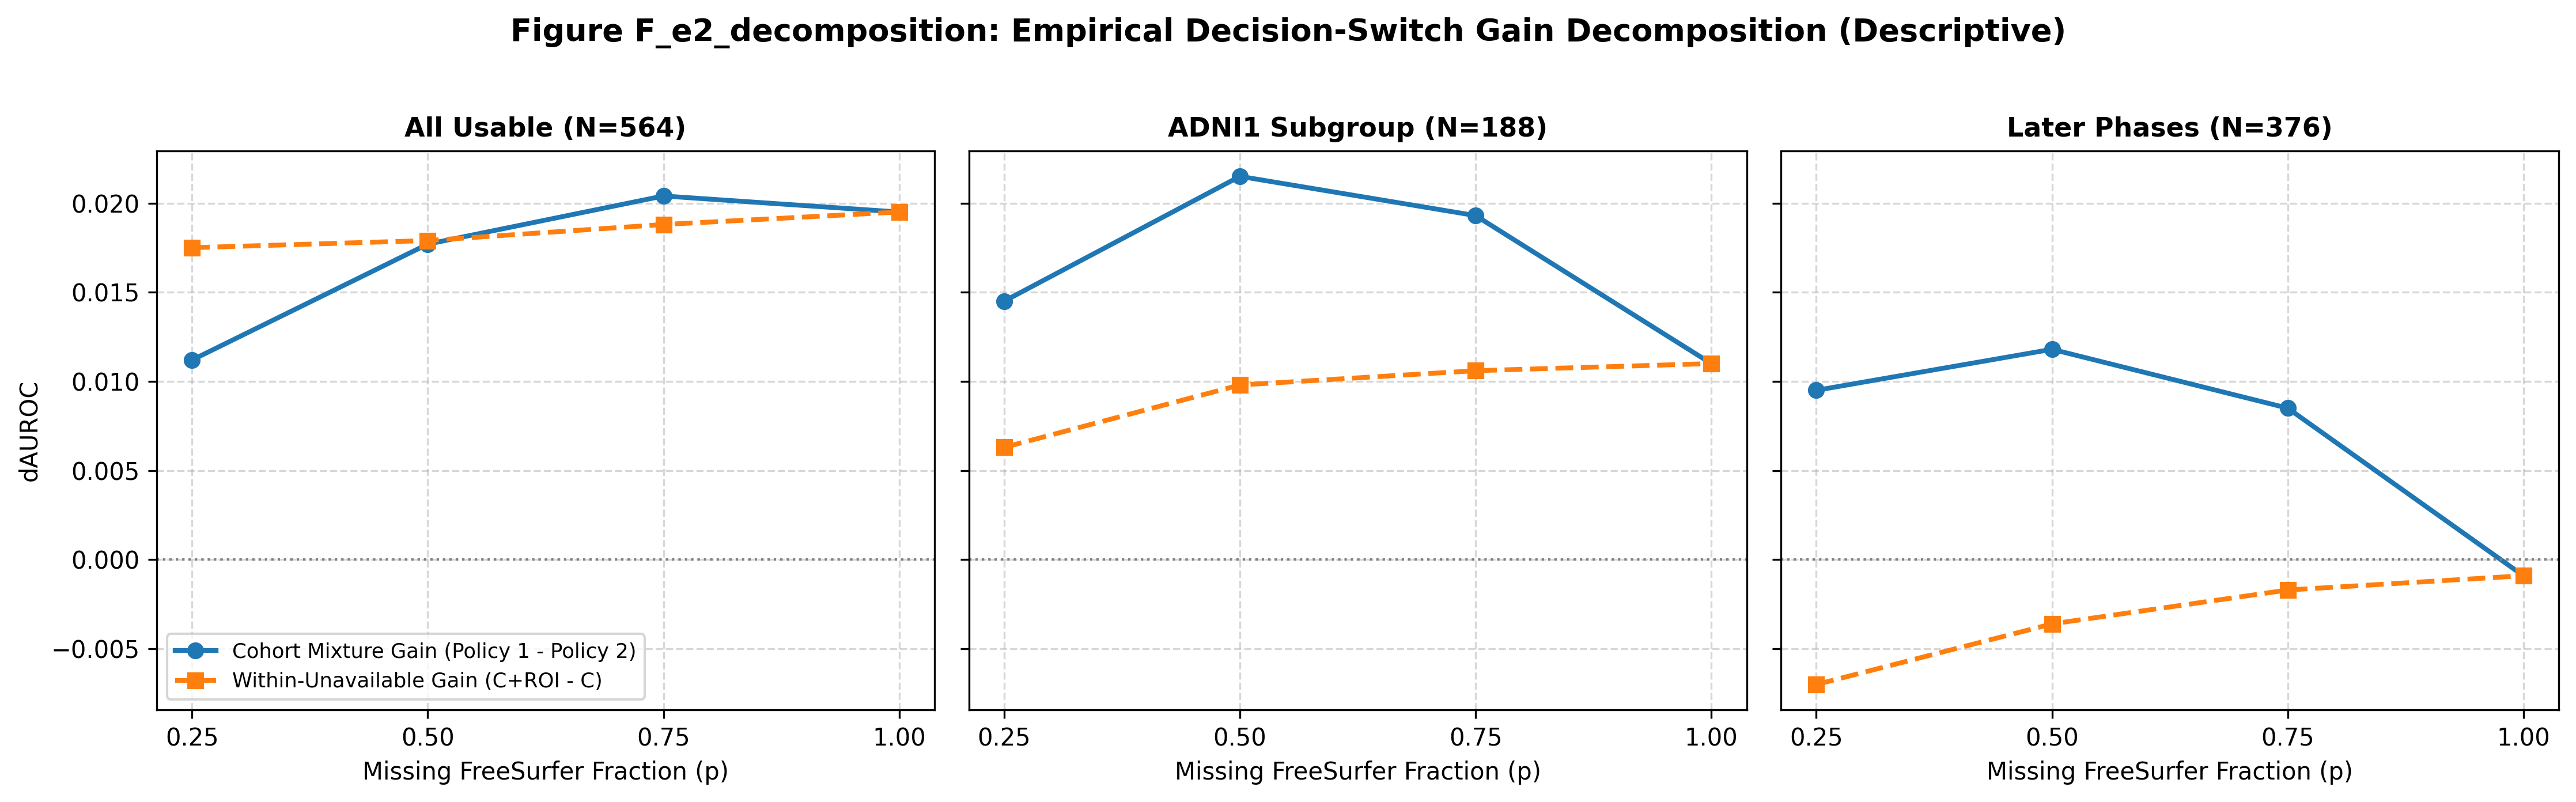 Figure F_e2_decomposition: Empirical Decision-Switch Gain Decomposition (Descriptive)
All Usable (N=564)
ADNI1 Subgroup (N=188)
Later Phases (N=376)
dAUROC
0.020
0.015
0.010
0.005
0.000
−0.005
Cohort Mixture Gain (Policy 1 - Policy 2)
Within-Unavailable Gain (C+ROI - C)
0.25 0.50 0.75 1.00
0.25 0.50 0.75 1.00
0.25 0.50 0.75 1.00
Missing FreeSurfer Fraction (p)
Missing FreeSurfer Fraction (p)
Missing FreeSurfer Fraction (p)